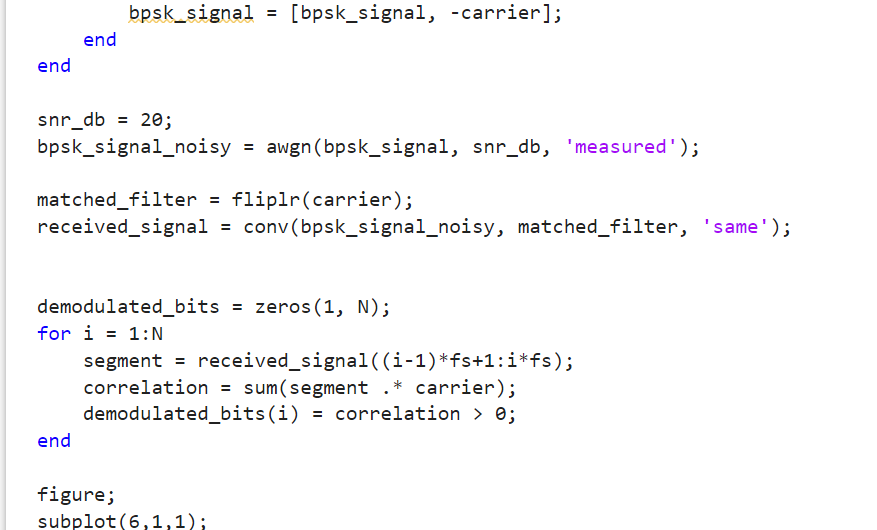 bpsk_signal = [bpsk_signal, -carrier];
end
end
snr_db = 20;
bpsk_signal_noisy = awgn(bpsk_signal, snr_db, 'measured');
matched_filter = fliplr(carrier);
received_signal = conv(bpsk_signal_noisy, matched_filter, 'same');
demodulated_bits = zeros(1, N);
for i = 1:N
segment = received_signal((i-1)*fs+1:i*fs);
correlation = sum(segment .* carrier);
demodulated_bits(i) = correlation > 0;
end
figure;
subplot(6,1,1);